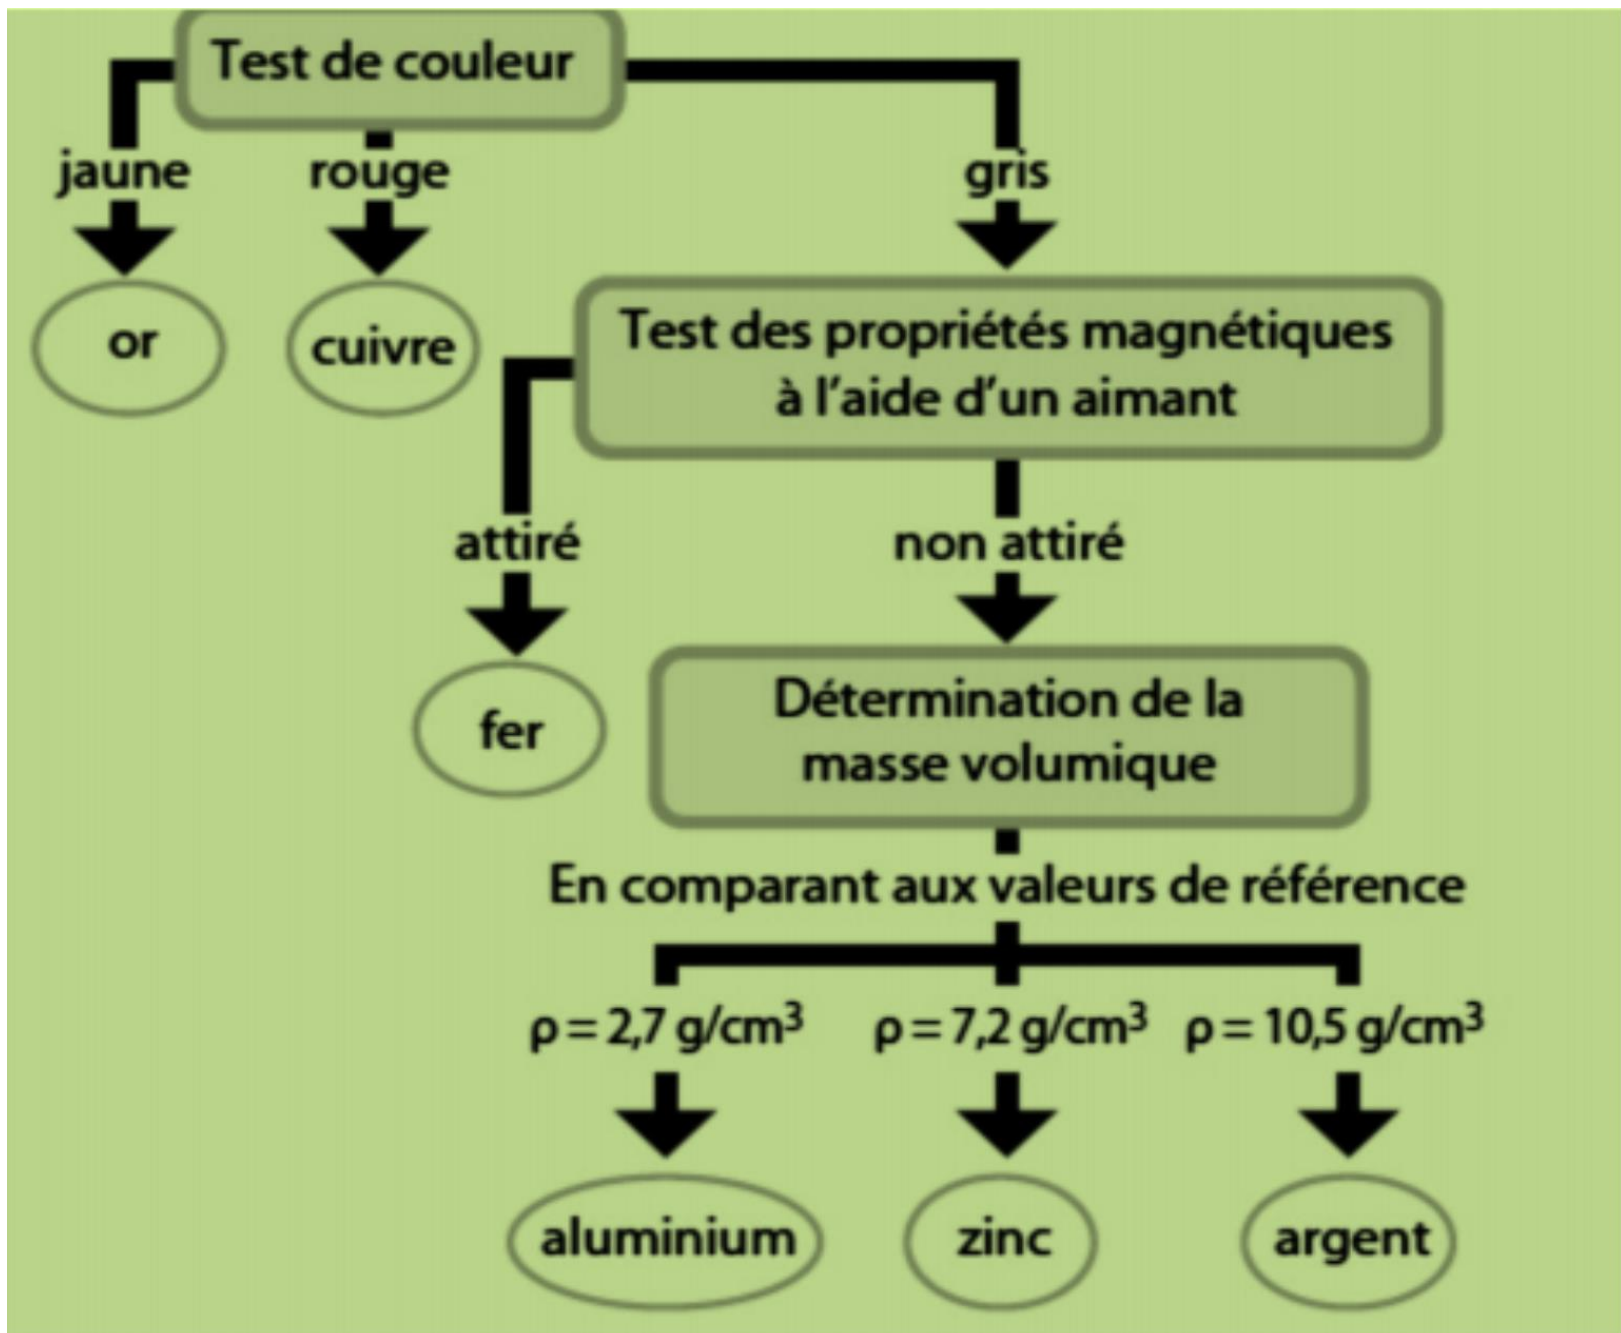 Test de couleur
jaune
rouge
gris
or
cuivre
Test des propriétés magnétiques
à l'aide d'un aimant
attiré
non attiré
fer
Détermination de la
masse volumique
En comparant aux valeurs de référence
ρ = 2,7 g/cm³
ρ = 7,2 g/cm³
ρ = 10,5 g/cm³
aluminium
zinc
argent